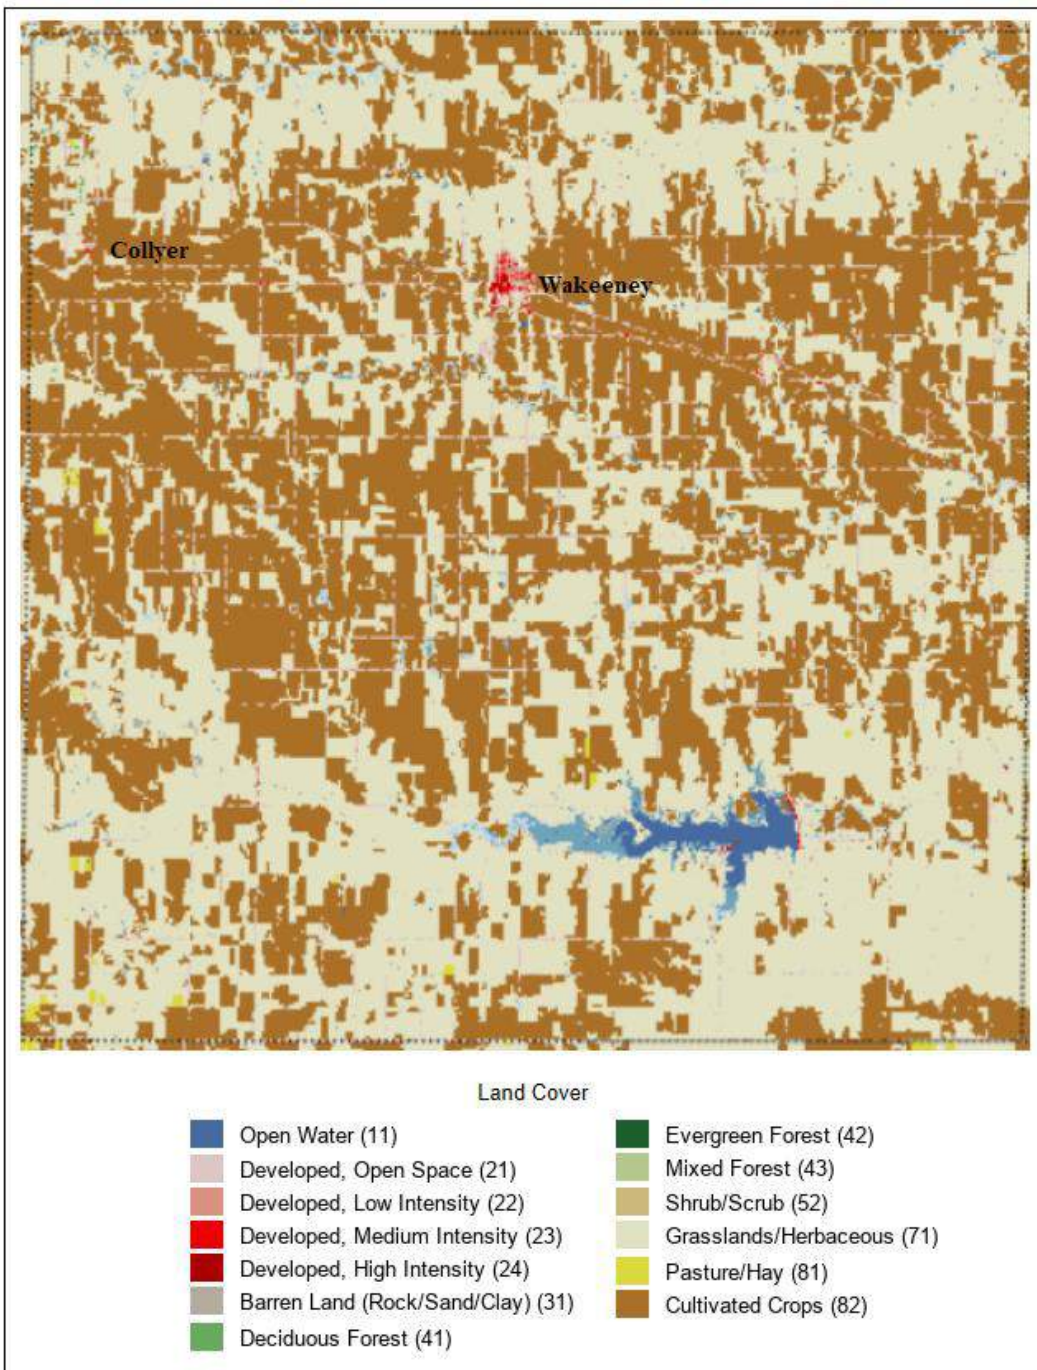 Collyer
Wakeeney
Land Cover
Open Water (11)
Developed, Open Space (21)
Developed, Low Intensity (22)
Developed, Medium Intensity (23)
Developed, High Intensity (24)
Barren Land (Rock/Sand/Clay) (31)
Deciduous Forest (41)
Evergreen Forest (42)
Mixed Forest (43)
Shrub/Scrub (52)
Grasslands/Herbaceous (71)
Pasture/Hay (81)
Cultivated Crops (82)